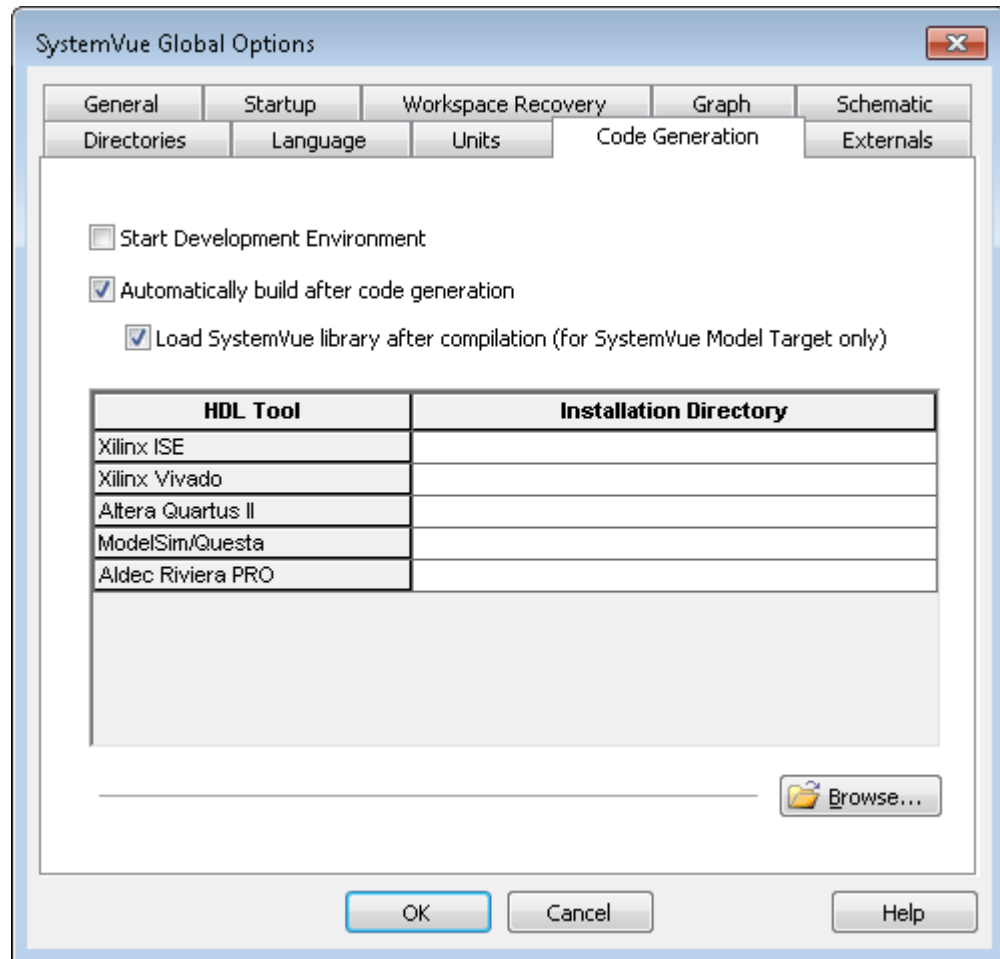 SystemVue Global Options
General Startup Workspace Recovery Graph Schematic
Directories Language Units Code Generation Externals
Start Development Environment
Automatically build after code generation
Load SystemVue library after compilation (for SystemVue Model Target only)
HDL Tool Installation Directory
Xilinx ISE
Xilinx Vivado
Altera Quartus II
ModelSim/Questa
Aldec Riviera PRO
Browse...
OK Cancel Help